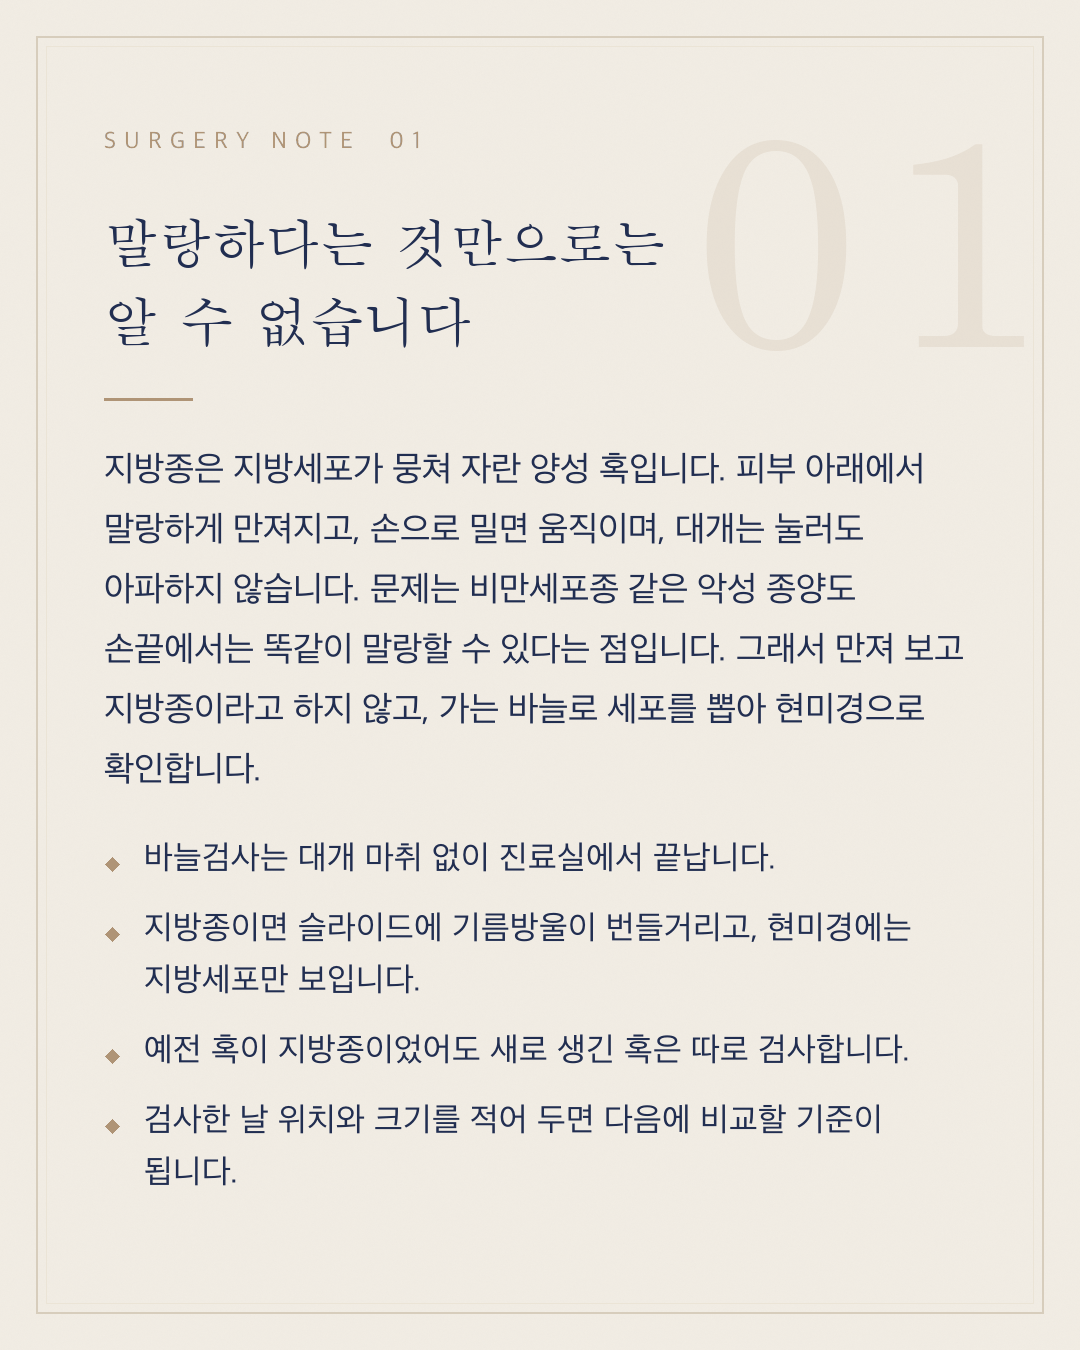 SURGERY NOTE 01
01
말랑하다는 것만으로는
알 수 없습니다
지방종은 지방세포가 뭉쳐 자란 양성 혹입니다. 피부 아래에서
말랑하게 만져지고, 손으로 밀면 움직이며, 대개는 눌러도
아파하지 않습니다. 문제는 비만세포종 같은 악성 종양도
손끝에서는 똑같이 말랑할 수 있다는 점입니다. 그래서 만져 보고
지방종이라고 하지 않고, 가는 바늘로 세포를 뽑아 현미경으로
확인합니다.
바늘검사는 대개 마취 없이 진료실에서 끝납니다.
지방종이면 슬라이드에 기름방울이 번들거리고, 현미경에는
지방세포만 보입니다.
예전 혹이 지방종이었어도 새로 생긴 혹은 따로 검사합니다.
검사한 날 위치와 크기를 적어 두면 다음에 비교할 기준이
됩니다.